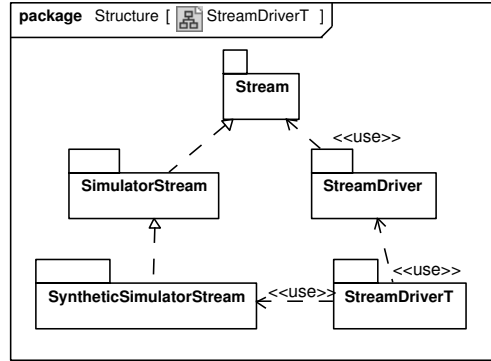 package Structure [ StreamDriverT ]
Stream
<<use>>
SimulatorStream
StreamDriver
<<use>>
<<use>>
SyntheticSimulatorStream
StreamDriverT